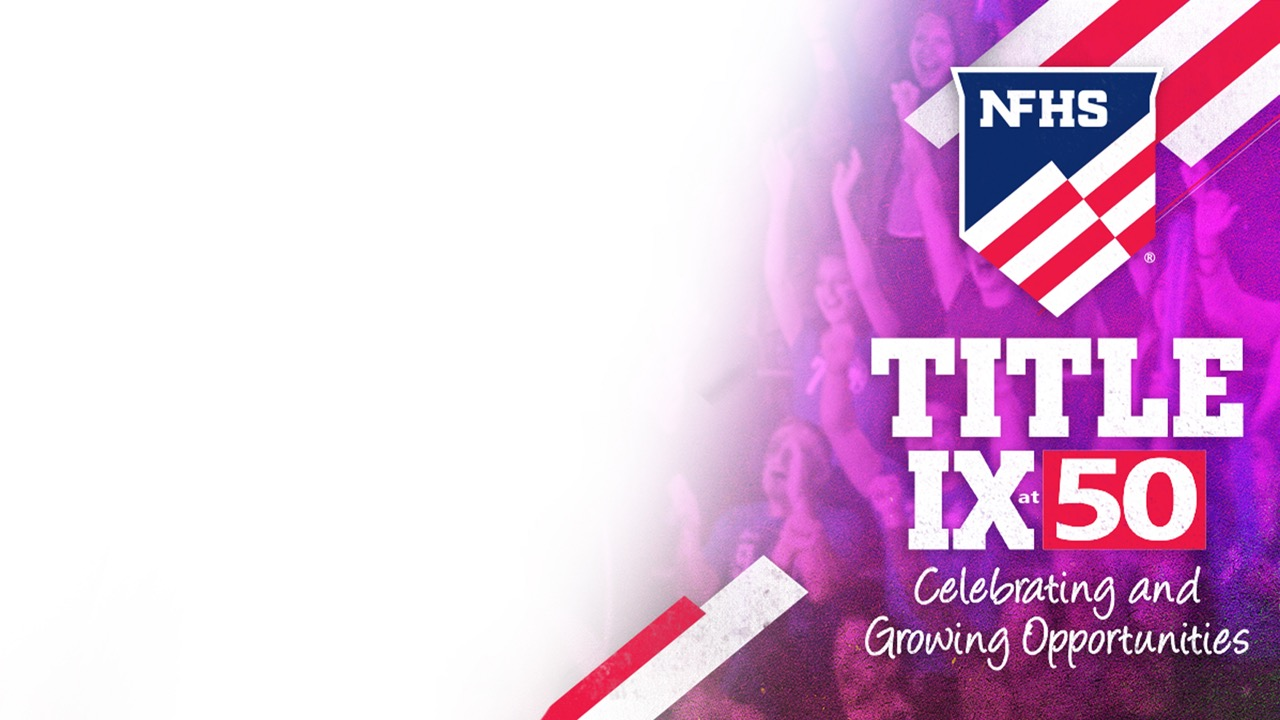 NFHS
®
TITLE
IX at 50
Celebrating and
Growing Opportunities